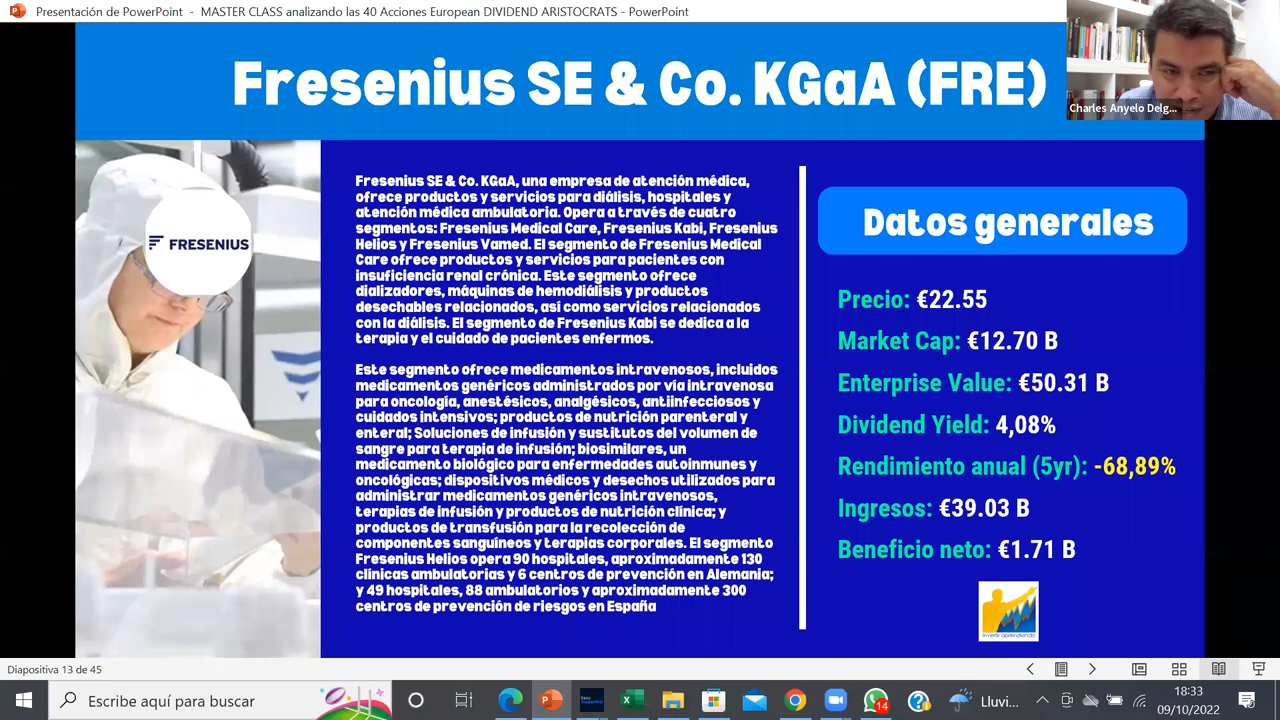 Presentación de PowerPoint - MASTER CLASS analizando las 40 Acciones European DIVIDEND ARISTOCRATS - PowerPoint
Charles Anyelo Delg...
Fresenius SE & Co. KGaA (FRE)
FRESENIUS
Fresenius SE & Co. KGaA, una empresa de atención médica,
ofrece productos y servicios para diálisis, hospitales y
atención médica ambulatoria. Opera a través de cuatro
segmentos: Fresenius Medical Care, Fresenius Kabi, Fresenius
Helios y Fresenius Vamed. El segmento de Fresenius Medical
Care ofrece productos y servicios para pacientes con
insuficiencia renal crónica. Este segmento ofrece
dializadores, máquinas de hemodiálisis y productos
desechables relacionados, así como servicios relacionados
con la diálisis. El segmento de Fresenius Kabi se dedica a la
terapia y el cuidado de pacientes enfermos.
Este segmento ofrece medicamentos intravenosos, incluidos
medicamentos genéricos administrados por vía intravenosa
para oncología, anestésicos, analgésicos, antiinfecciosos y
cuidados intensivos; productos de nutrición parenteral y
enteral; Soluciones de infusión y sustitutos del volumen de
sangre para terapia de infusión; biosimilares, un
medicamento biológico para enfermedades autoinmunes y
oncológicas; dispositivos médicos y desechos utilizados para
administrar medicamentos genéricos intravenosos,
terapias de infusión y productos de nutrición clínica; y
productos de transfusión para la recolección de
componentes sanguíneos y terapias corporales. El segmento
Fresenius Helios opera 90 hospitales, aproximadamente 130
clínicas ambulatorias y 6 centros de prevención en Alemania;
y 49 hospitales, 88 ambulatorios y aproximadamente 300
centros de prevención de riesgos en España
Datos generales
Precio: €22.55
Market Cap: €12.70 B
Enterprise Value: €50.31 B
Dividend Yield: 4,08%
Rendimiento anual (5yr): -68,89%
Ingresos: €39.03 B
Beneficio neto: €1.71 B
invertir aprendiendo
Diapositiva 13 de 45
Escribe aquí para buscar
14
Lluvi...
18:33
09/10/2022